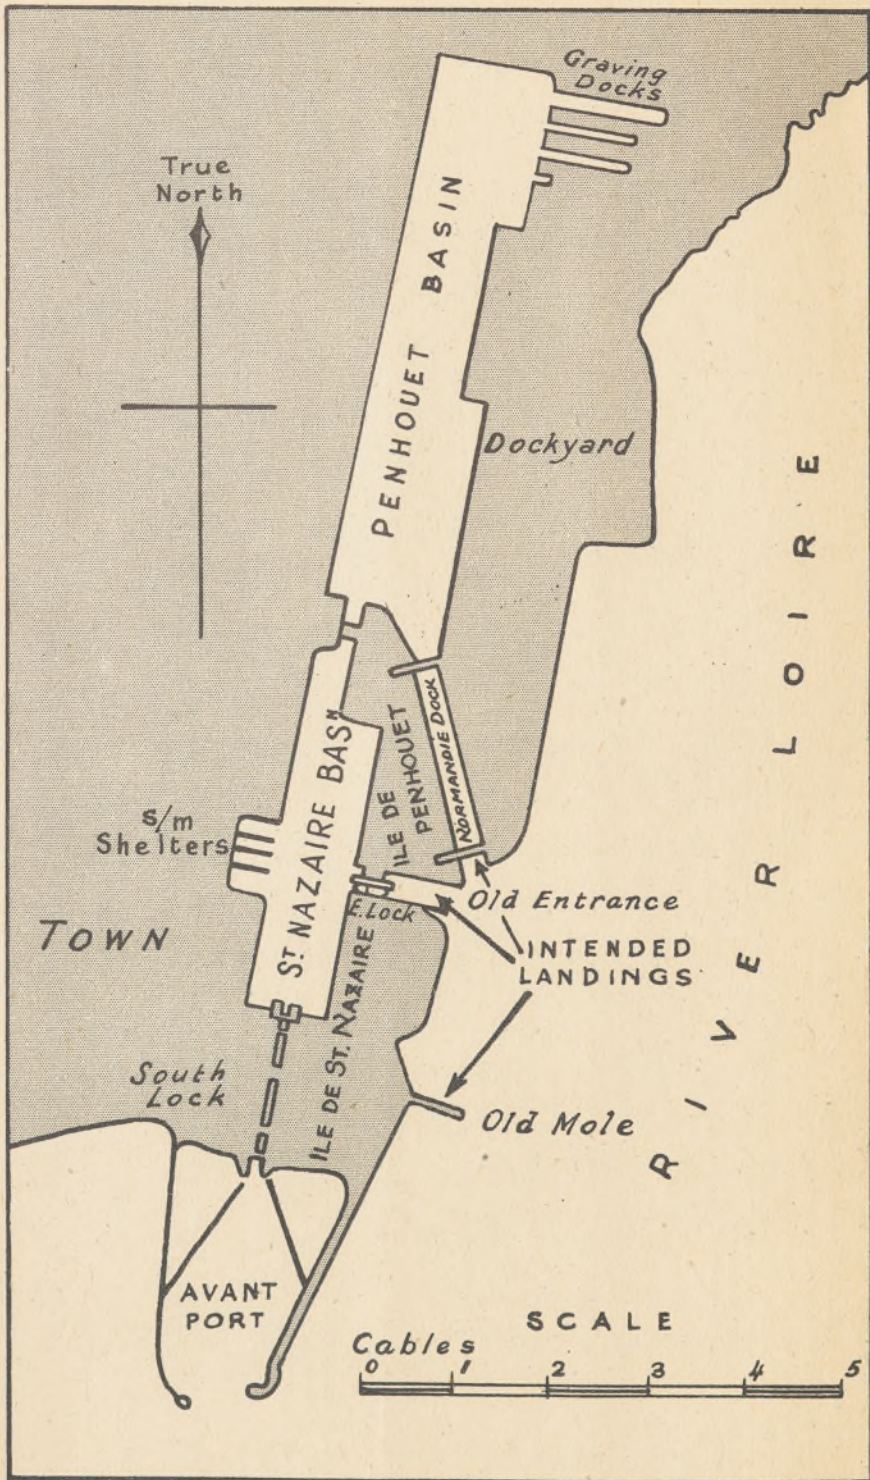 Graving
Docks
True
North
PENHOUET BASIN
Dockyard
RIVER LOIRE
NORMANDIE DOCK
ILE DE
PENHOUET
ST NAZAIRE BASN
s/m
Shelters
E. Lock
Old Entrance
TOWN
INTENDED
LANDINGS
ILE DE ST. NAZAIRE
South
Lock
Old Mole
AVANT
PORT
SCALE
Cables
0 1 2 3 4 5